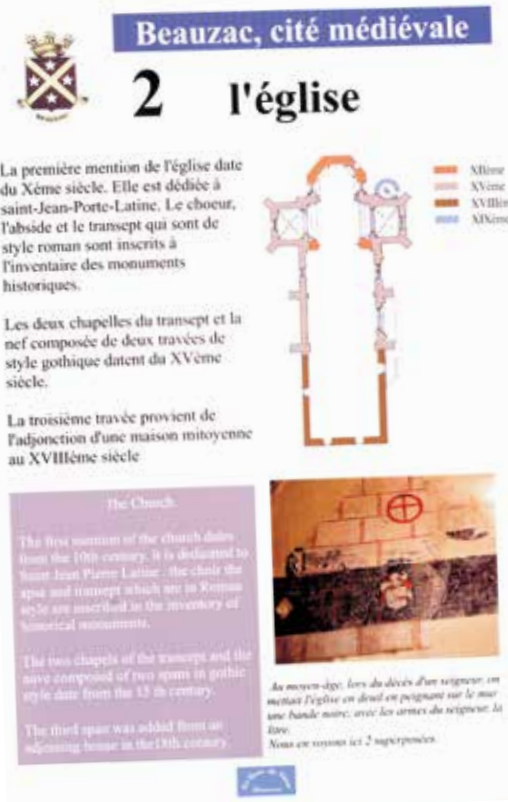 Beauzac, cité médiévale
2 l'église
La première mention de l'église date
du Xéme siècle. Elle est dédiée à
saint-Jean-Porte-Latine. Le choeur,
l'abside et le transept qui sont de
style roman sont inscrits à
l'inventaire des monuments
historiques.
Les deux chapelles du transept et la
nef composée de deux travées de
style gothique datent du XVéme
siècle.
La troisième travée provient de
l'adjonction d'une maison mitoyenne
au XVIIIéme siècle
XIIéme
XVéme
XVIIIém
XIXéme
The Church
The first mention of the church dates
from the 10th century. it is dedicated to
Saint Jean Pierre Latine . the choir the
apse and transept which are in Roman
style are inscribed in the inventory of
historical monuments.
The two chapels of the transept and the
nave composed of two spans in gothic
style date from the 15 th century.
The third span was added from an
adjoining house in the18th century
Au moyen-âge, lors du décès d'un seigneur, on
mettait l'église en deuil en peignant sur le mur
une bande noire, avec les armes du seigneur, la
litre.
Nous en voyons ici 2 superposées.